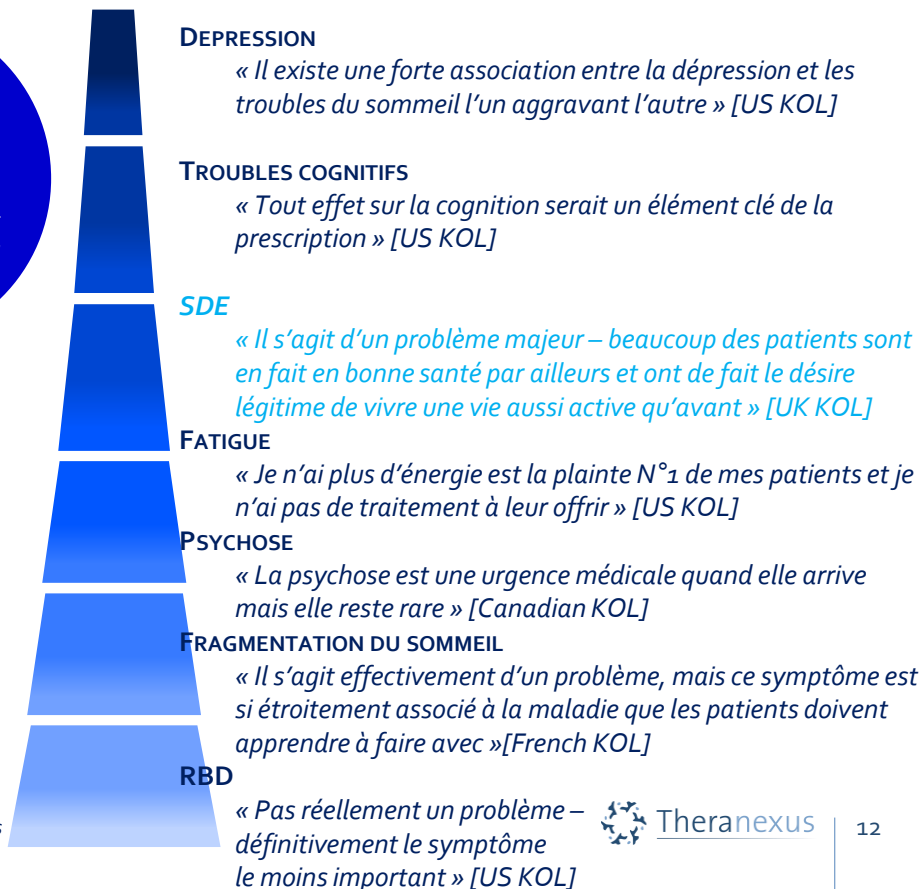 DEPRESSION
« Il existe une forte association entre la dépression et les
troubles du sommeil l’un aggravant l’autre » [US KOL]
TROUBLES COGNITIFS
« Tout effet sur la cognition serait un élément clé de la
prescription » [US KOL]
SDE
« Il s’agit d’un problème majeur – beaucoup des patients sont
en fait en bonne santé par ailleurs et ont de fait le désire
légitime de vivre une vie aussi active qu’avant » [UK KOL]
FATIGUE
« Je n’ai plus d’énergie est la plainte N°1 de mes patients et je
n’ai pas de traitement à leur offrir » [US KOL]
PSYCHOSE
« La psychose est une urgence médicale quand elle arrive
mais elle reste rare » [Canadian KOL]
FRAGMENTATION DU SOMMEIL
« Il s’agit effectivement d’un problème, mais ce symptôme est
si étroitement associé à la maladie que les patients doivent
apprendre à faire avec »[French KOL]
RBD
« Pas réellement un problème –
définitivement le symptôme
le moins important » [US KOL]
Theranexus
12